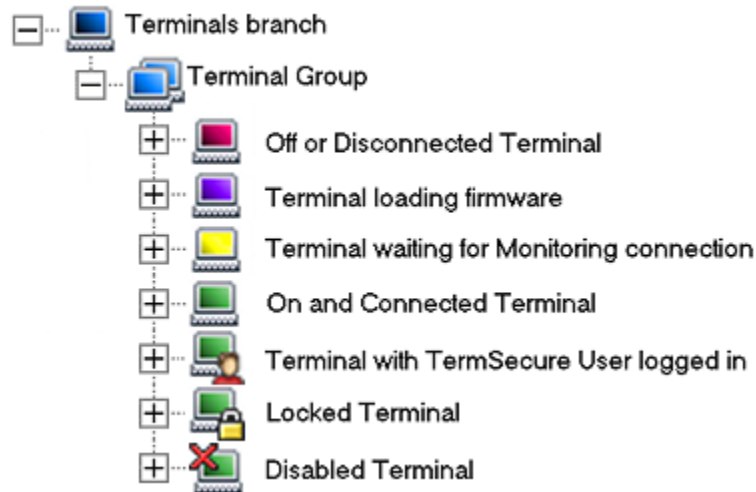 Terminals branch
Terminal Group
Off or Disconnected Terminal
Terminal loading firmware
Terminal waiting for Monitoring connection
On and Connected Terminal
Terminal with TermSecure User logged in
Locked Terminal
Disabled Terminal